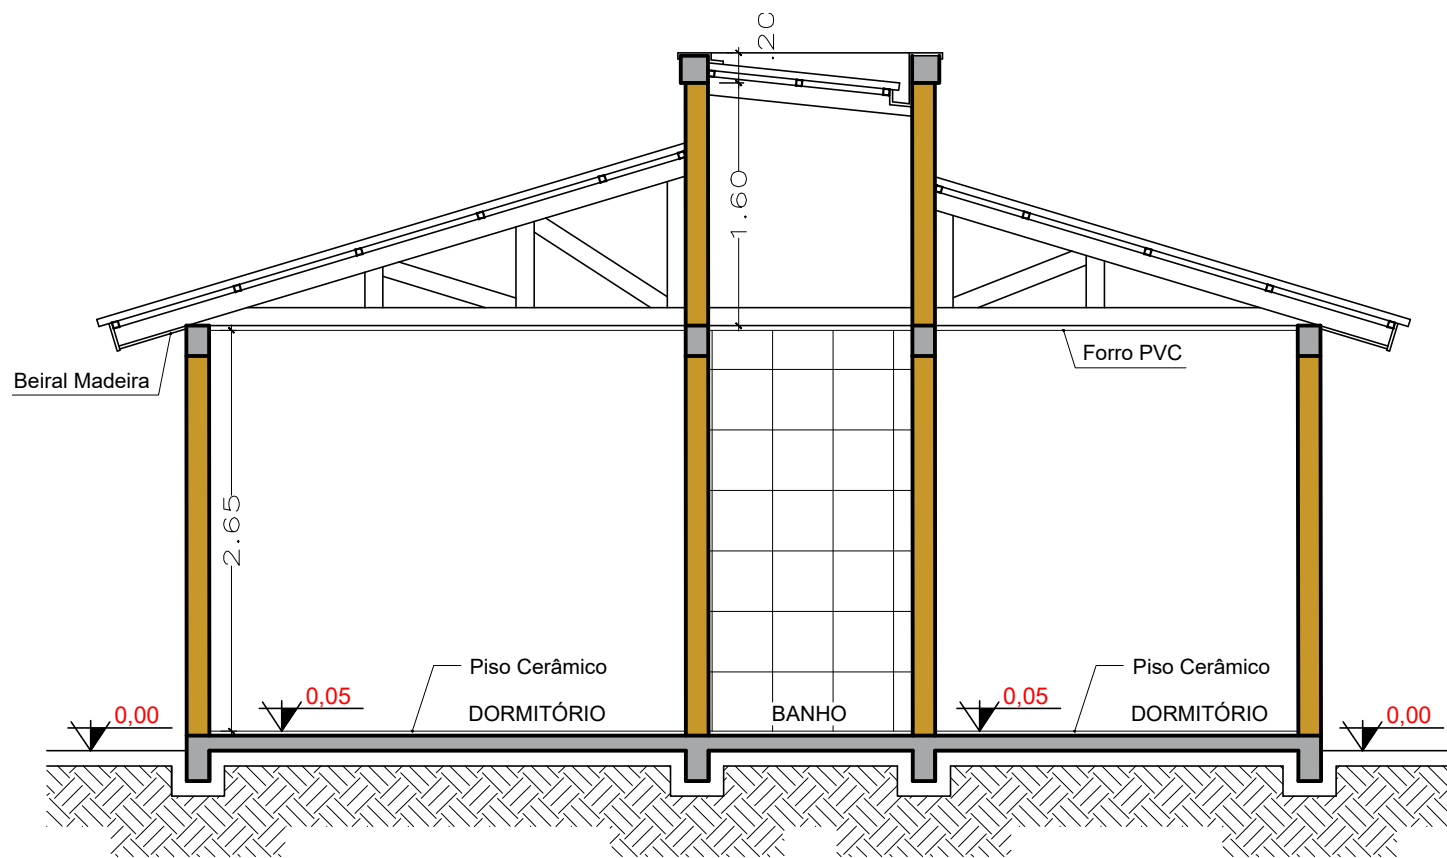 .20
1.60
Forro PVC
Beiral Madeira
2.65
Piso Cerâmico
Piso Cerâmico
0,05
0,05
0,00
DORMITÓRIO
BANHO
DORMITÓRIO
0,00